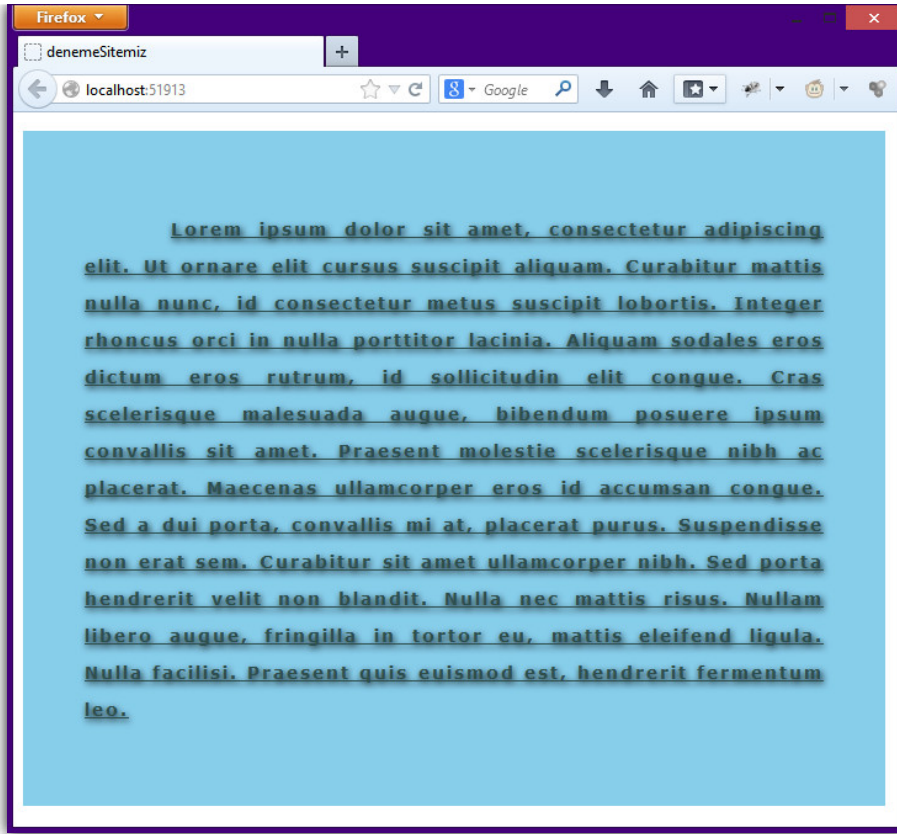 Firefox
denemeSitemiz
localhost:51913
8 Google
Lorem ipsum dolor sit amet, consectetur adipiscing
elit. Ut ornare elit cursus suscipit aliquam. Curabitur mattis
nulla nunc, id consectetur metus suscipit lobortis. Integer
rhoncus orci in nulla porttitor lacinia. Aliquam sodales eros
dictum eros rutrum, id sollicitudin elit congue. Cras
scelerisque malesuada augue, bibendum posuere ipsum
convallis sit amet. Praesent molestie scelerisque nibh ac
placerat. Maecenas ullamcorper eros id accumsan congue.
Sed a dui porta, convallis mi at, placerat purus. Suspendisse
non erat sem. Curabitur sit amet ullamcorper nibh. Sed porta
hendrerit velit non blandit. Nulla nec mattis risus. Nullam
libero augue, fringilla in tortor eu, mattis eleifend ligula.
Nulla facilisi. Praesent quis euismod est, hendrerit fermentum
leo.